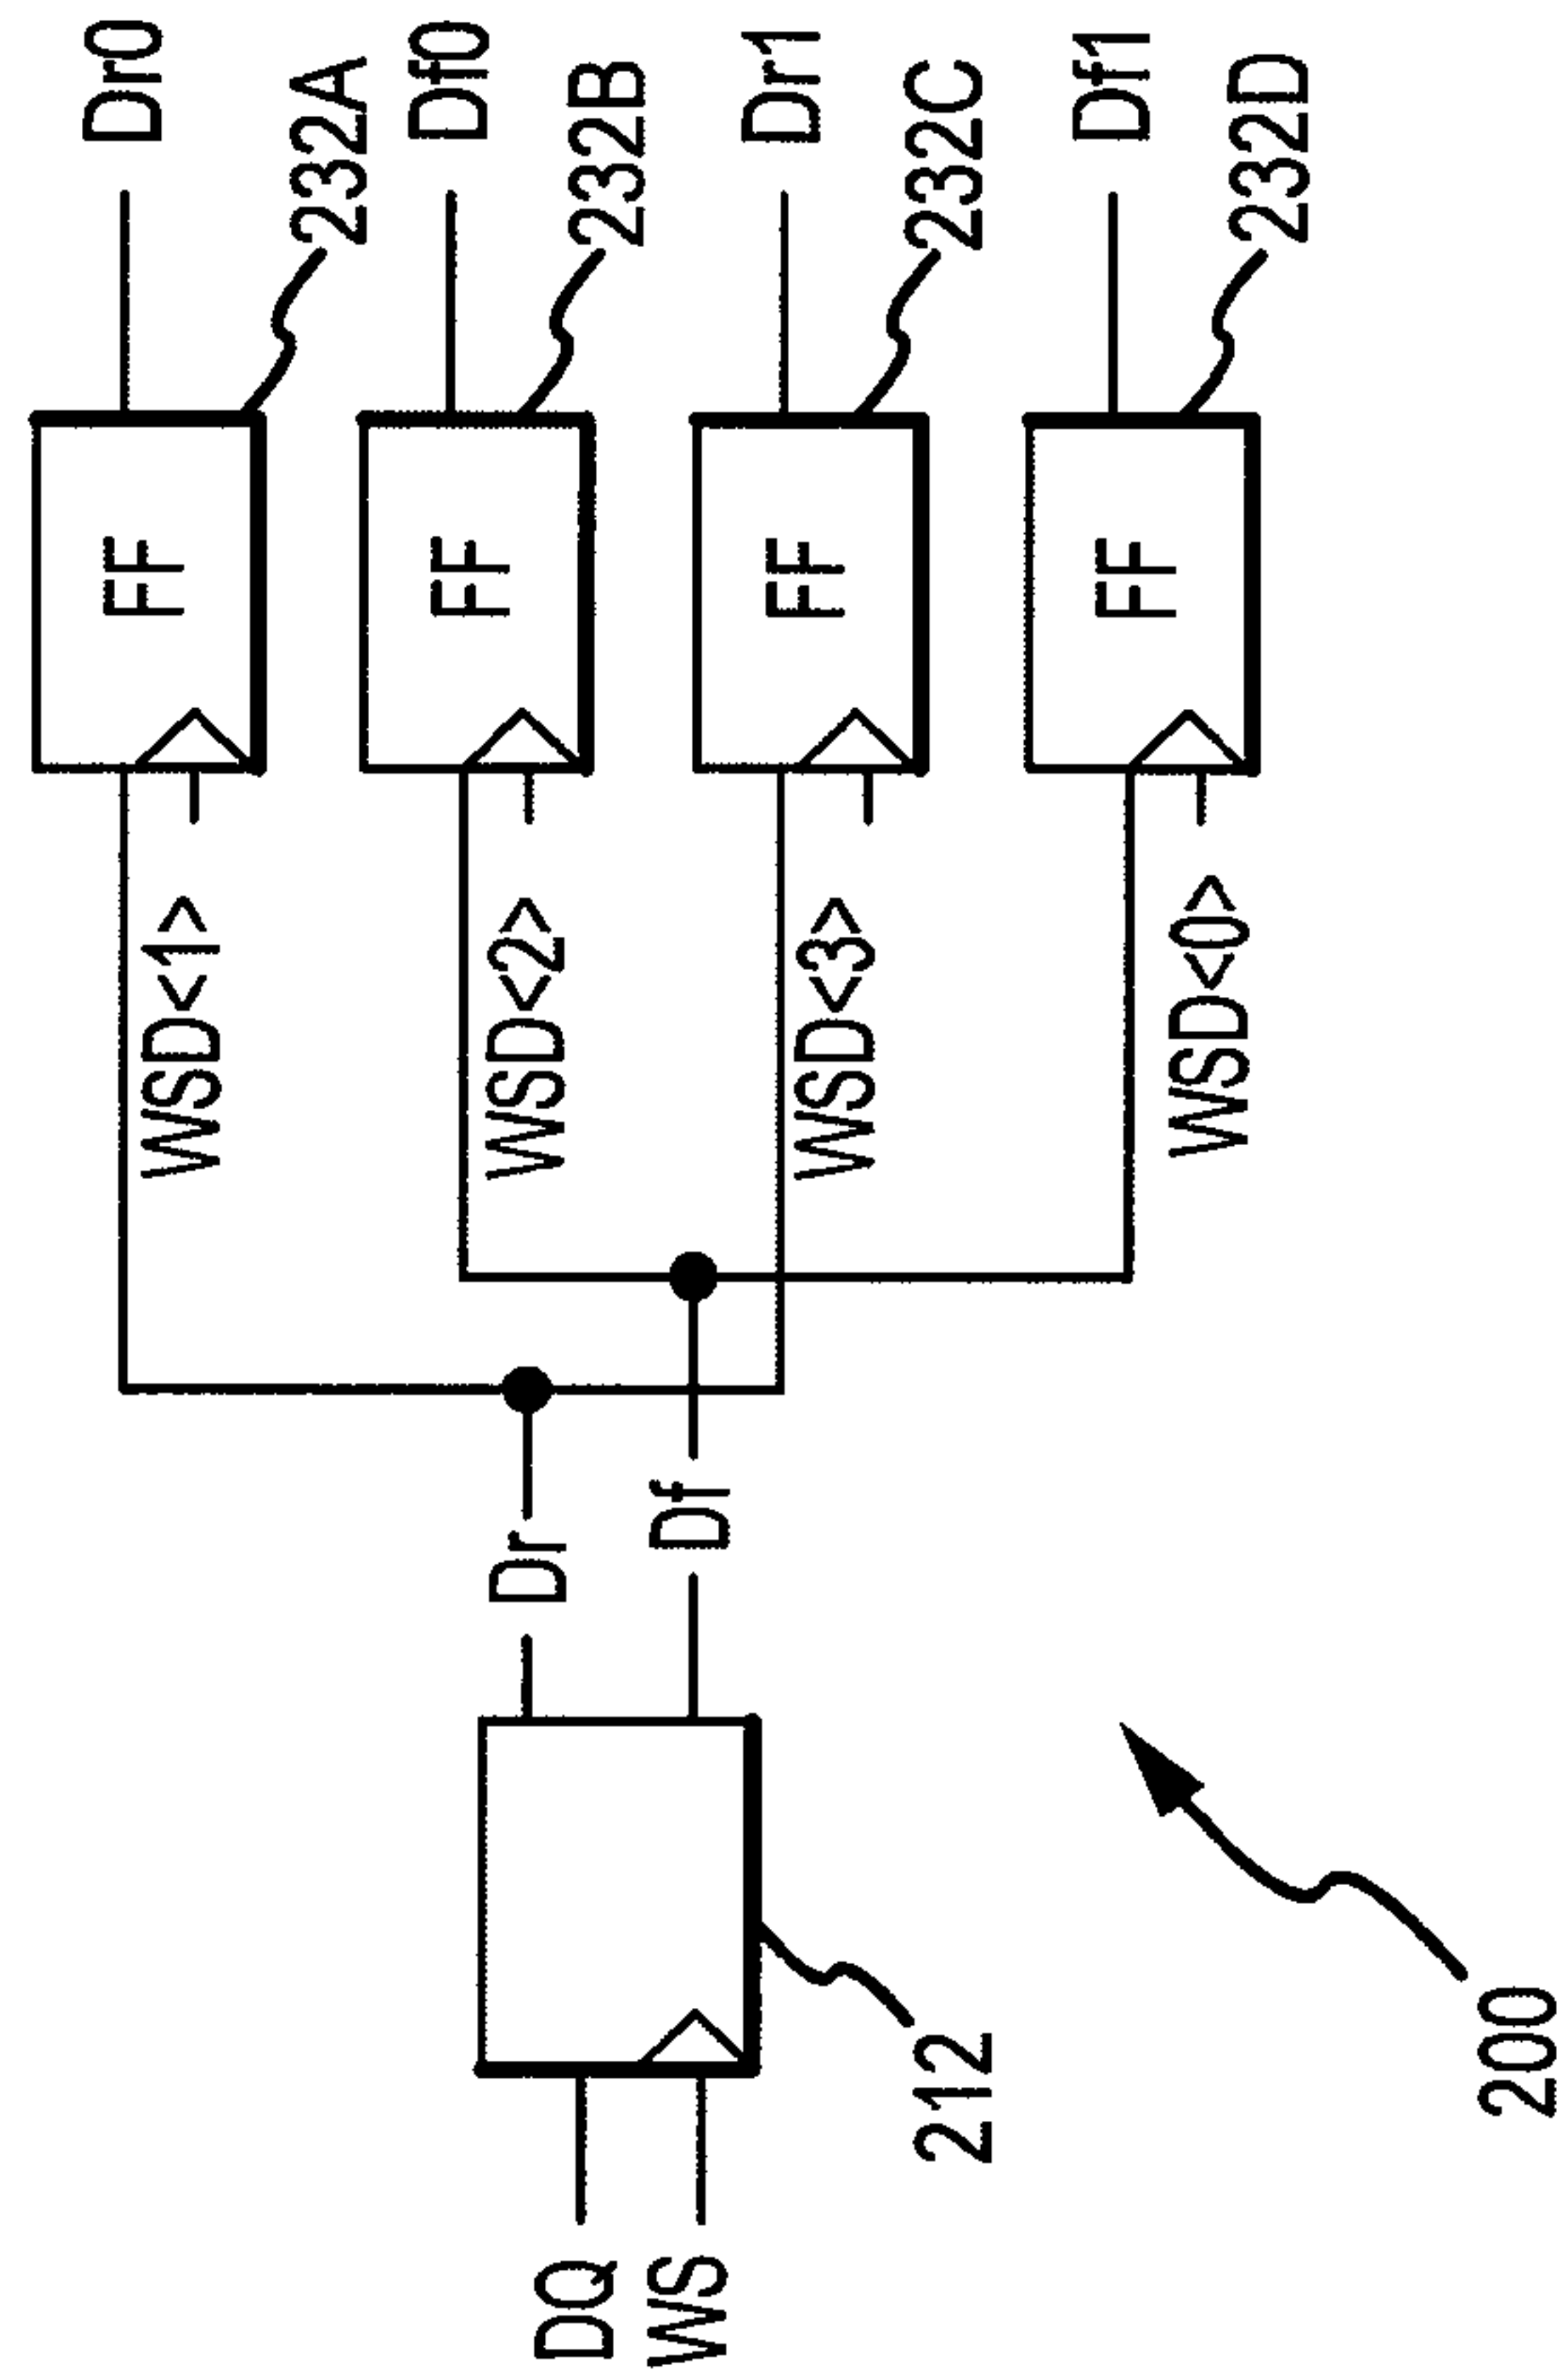 Dr0
FF
232A
WSD<1>
Df0
FF
232B
WSD<2>
Dr
DQ
Df
WS
Dr1
FF
232C
WSD<3>
212
Df1
FF
232D
WSD<0>
200